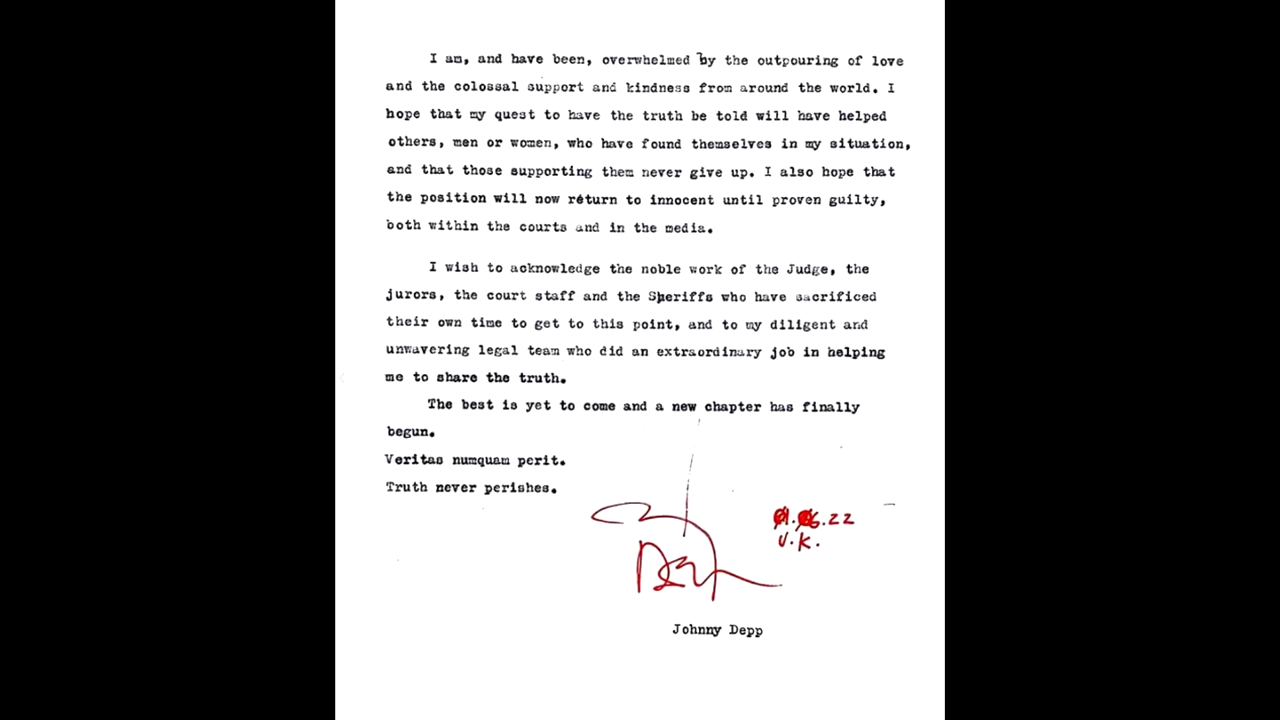 I am, and have been, overwhelmed by the outpouring of love
and the colossal support and kindness from around the world. I
hope that my quest to have the truth be told will have helped
others, men or women, who have found themselves in my situation,
and that those supporting them never give up. I also hope that
the position will now return to innocent until proven guilty,
both within the courts and in the media.
I wish to acknowledge the noble work of the Judge, the
jurors, the court staff and the Sheriffs who have sacrificed
their own time to get to this point, and to my diligent and
unwavering legal team who did an extraordinary job in helping
me to share the truth.
The best is yet to come and a new chapter has finally
begun.
Veritas numquam perit.
Truth never perishes.
01.06.22
U.K.
Johnny Depp